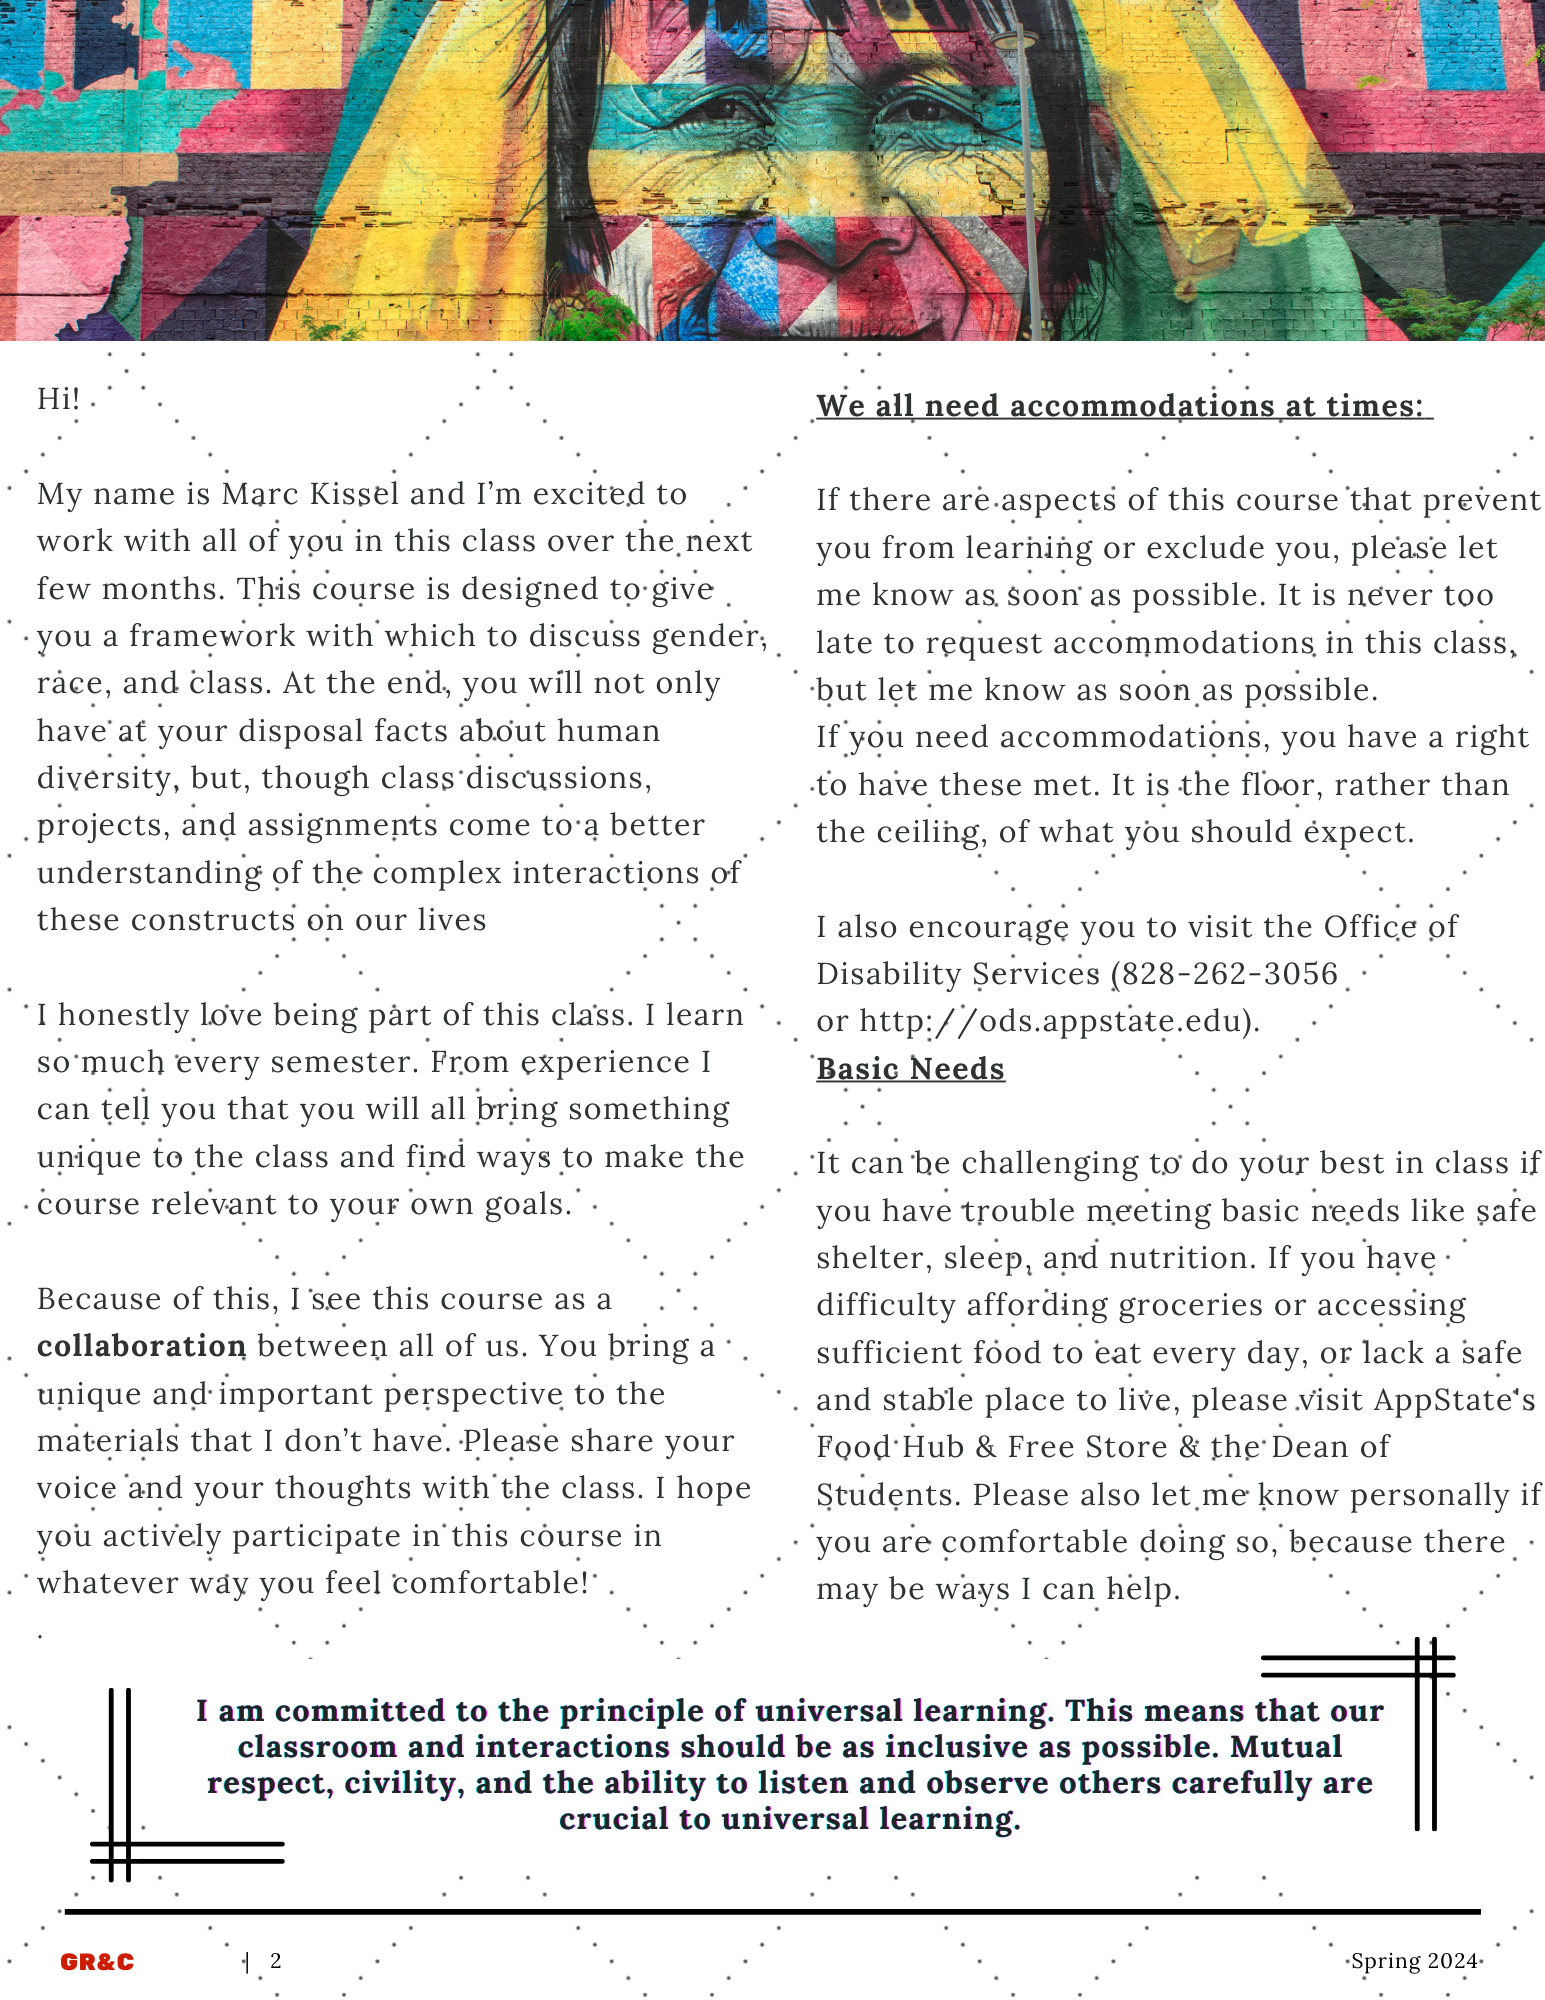 Hi!
My name is Marc Kissel and I’m excited to
work with all of you in this class over the next
few months. This course is designed to give
you a framework with which to discuss gender,
race, and class. At the end, you will not only
have at your disposal facts about human
diversity, but, though class discussions,
projects, and assignments come to a better
understanding of the complex interactions of
these constructs on our lives
I honestly love being part of this class. I learn
so much every semester. From experience I
can tell you that you will all bring something
unique to the class and find ways to make the
course relevant to your own goals.
Because of this, I see this course as a
collaboration between all of us. You bring a
unique and important perspective to the
materials that I don’t have. Please share your
voice and your thoughts with the class. I hope
you actively participate in this course in
whatever way you feel comfortable!
.
We all need accommodations at times:
If there are aspects of this course that prevent
you from learning or exclude you, please let
me know as soon as possible. It is never too
late to request accommodations in this class,
but let me know as soon as possible.
If you need accommodations, you have a right
to have these met. It is the floor, rather than
the ceiling, of what you should expect.
I also encourage you to visit the Office of
Disability Services (828-262-3056
or http://ods.appstate.edu).
Basic Needs
It can be challenging to do your best in class if
you have trouble meeting basic needs like safe
shelter, sleep, and nutrition. If you have
difficulty affording groceries or accessing
sufficient food to eat every day, or lack a safe
and stable place to live, please visit AppState's
Food Hub & Free Store & the Dean of
Students. Please also let me know personally if
you are comfortable doing so, because there
may be ways I can help.
I am committed to the principle of universal learning. This means that our
classroom and interactions should be as inclusive as possible. Mutual
respect, civility, and the ability to listen and observe others carefully are
crucial to universal learning.
GR&C | 2
Spring 2024